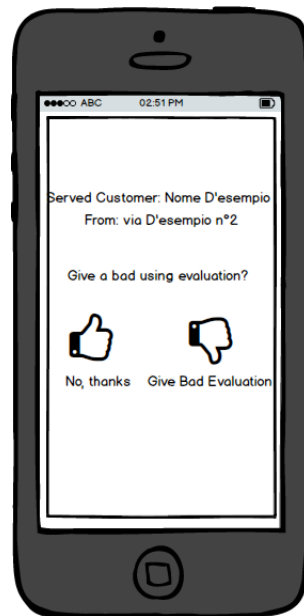 ABC 02:51 PM
Served Customer: Nome D'esempio
From: via D'esempio n°2
Give a bad using evaluation?
No, thanks Give Bad Evaluation